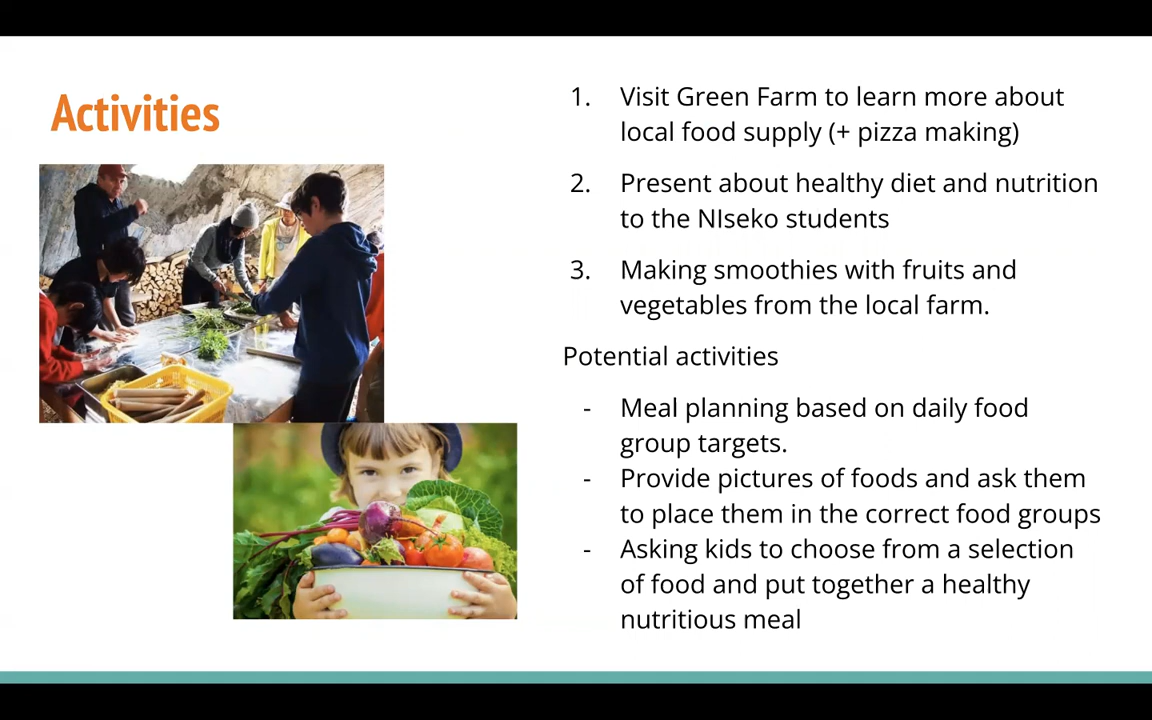 Activities
1. Visit Green Farm to learn more about
local food supply (+ pizza making)
2. Present about healthy diet and nutrition
to the NIseko students
3. Making smoothies with fruits and
vegetables from the local farm.
Potential activities
- Meal planning based on daily food
group targets.
- Provide pictures of foods and ask them
to place them in the correct food groups
- Asking kids to choose from a selection
of food and put together a healthy
nutritious meal